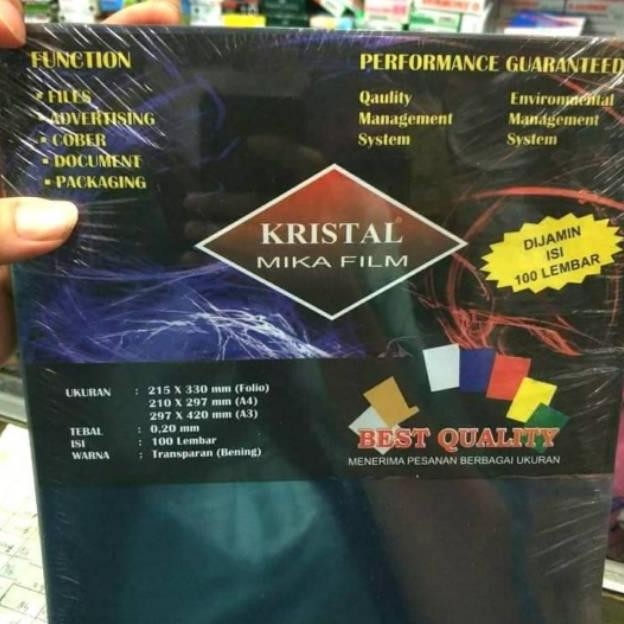 FUNCTION
FILES
ADVERTISING
COBER
DOCUMENT
PACKAGING
PERFORMANCE GUARANTEED
Qaulity Management System
Environmental Management System
KRISTAL®
MIKA FILM
DIJAMIN
ISI
100 LEMBAR
UKURAN : 215 X 330 mm (Folio)
210 X 297 mm (A4)
297 X 420 mm (A3)
TEBAL : 0,20 mm
ISI : 100 Lembar
WARNA : Transparan (Bening)
BEST QUALITY
MENERIMA PESANAN BERBAGAI UKURAN